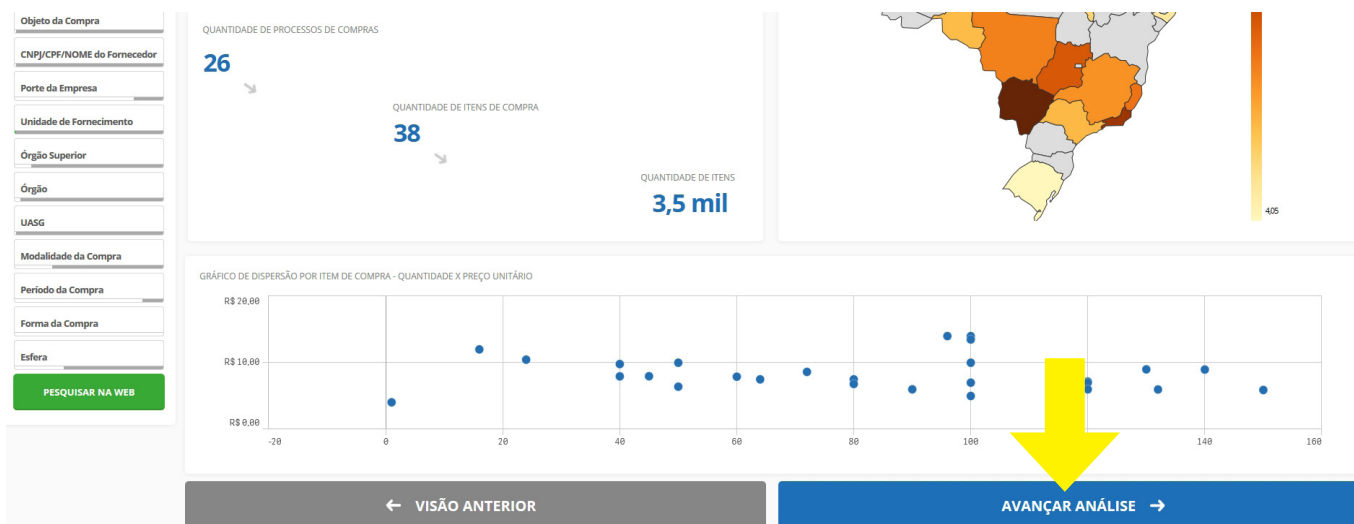 Objeto da Compra
CNPJ/CPF/NOME do Fornecedor
Porte da Empresa
Unidade de Fornecimento
Órgão Superior
Órgão
UASG
Modalidade da Compra
Período da Compra
Forma da Compra
Esfera
PESQUISAR NA WEB
QUANTIDADE DE PROCESSOS DE COMPRAS
26
QUANTIDADE DE ITENS DE COMPRA
38
QUANTIDADE DE ITENS
3,5 mil
4,05
GRÁFICO DE DISPERSÃO POR ITEM DE COMPRA - QUANTIDADE X PREÇO UNITÁRIO
R$ 20,00
R$ 10,00
R$ 0,00
-20 0 20 40 60 80 100 140 160
← VISÃO ANTERIOR
AVANÇAR ANÁLISE →